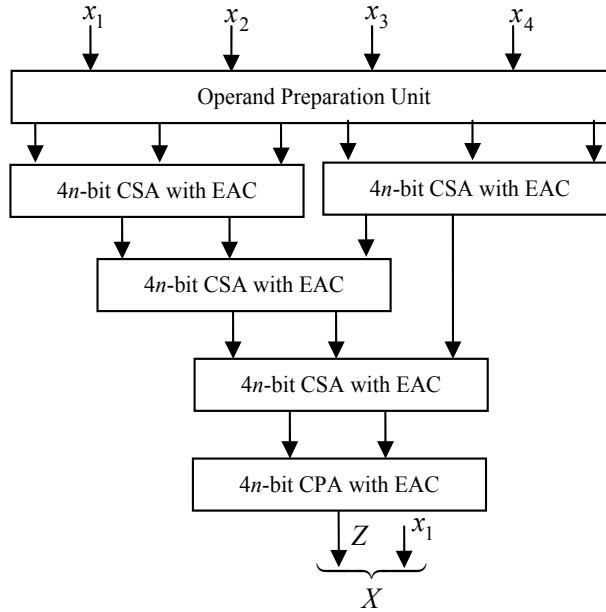 x1 x2 x3 x4
Operand Preparation Unit
4n-bit CSA with EAC 4n-bit CSA with EAC
4n-bit CSA with EAC
4n-bit CSA with EAC
4n-bit CPA with EAC
Z x1
X